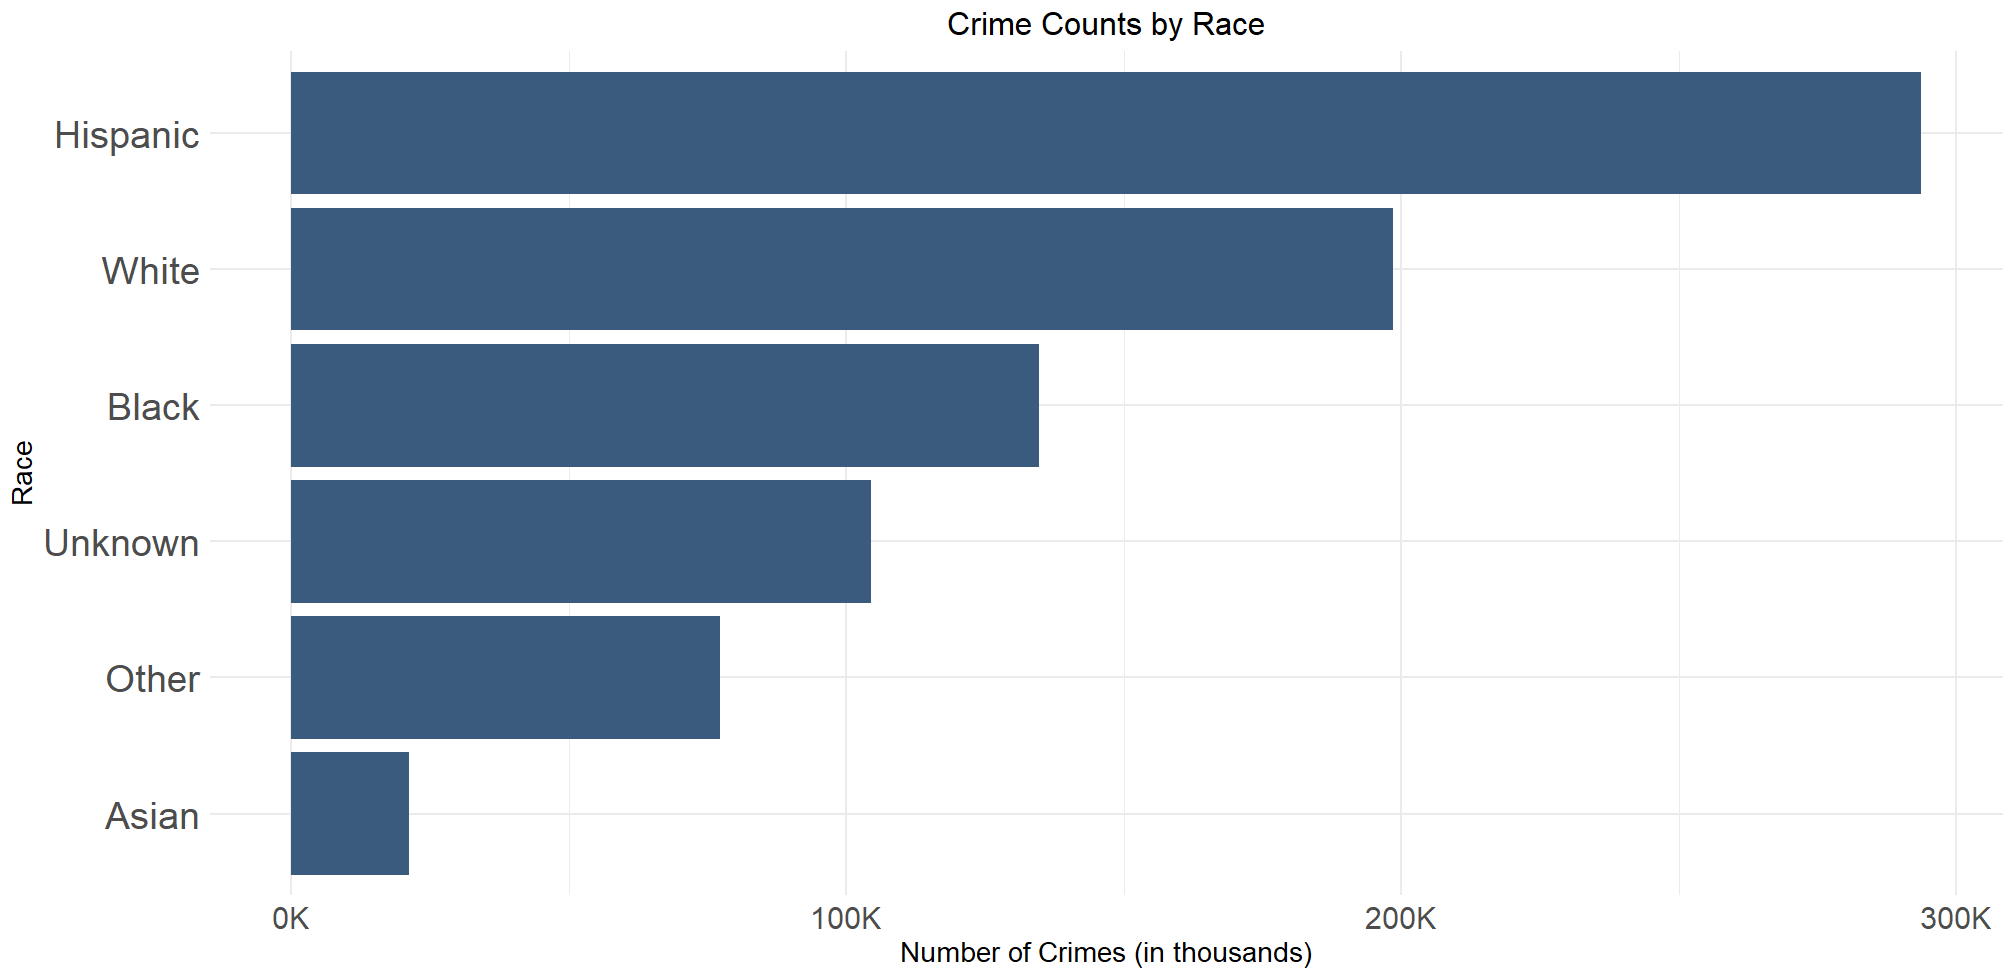 Crime Counts by Race
Hispanic
White
Black
Unknown
Other
Asian
Race
0K 100K 200K 300K
Number of Crimes (in thousands)